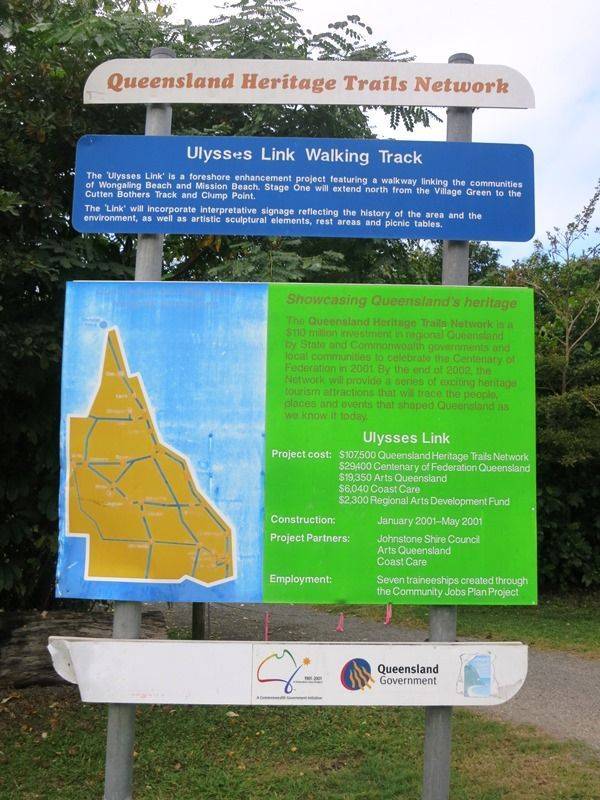 Queensland Heritage Trails Network
Ulysses Link Walking Track
The 'Ulysses Link' is a foreshore enhancement project featuring a walkway linking the communities
of Wongaling Beach and Mission Beach. Stage One will extend north from the Village Green to the
Cutten Bothers Track and Clump Point.
The 'Link' will incorporate interpretative signage reflecting the history of the area and the
environment, as well as artistic sculptural elements, rest areas and picnic tables.
Showcasing Queensland's heritage
The Queensland Heritage Trails Network is a
$110 million investment in regional Queensland
by State and Commonwealth governments and
local communities to celebrate the Centenary of
Federation in 2001. By the end of 2002, the
Network will provide a series of exciting heritage
tourism attractions that will trace the people,
places and events that shaped Queensland as
we know it today.
Ulysses Link
Project cost: $107,500 Queensland Heritage Trails Network
$29,400 Centenary of Federation Queensland
$19,350 Arts Queensland
$6,040 Coast Care
$2,300 Regional Arts Development Fund
Construction: January 2001–May 2001
Project Partners: Johnstone Shire Council
Arts Queensland
Coast Care
Employment: Seven traineeships created through
the Community Jobs Plan Project
1901-2001
A Commonwealth Government Initiative
Queensland
Government